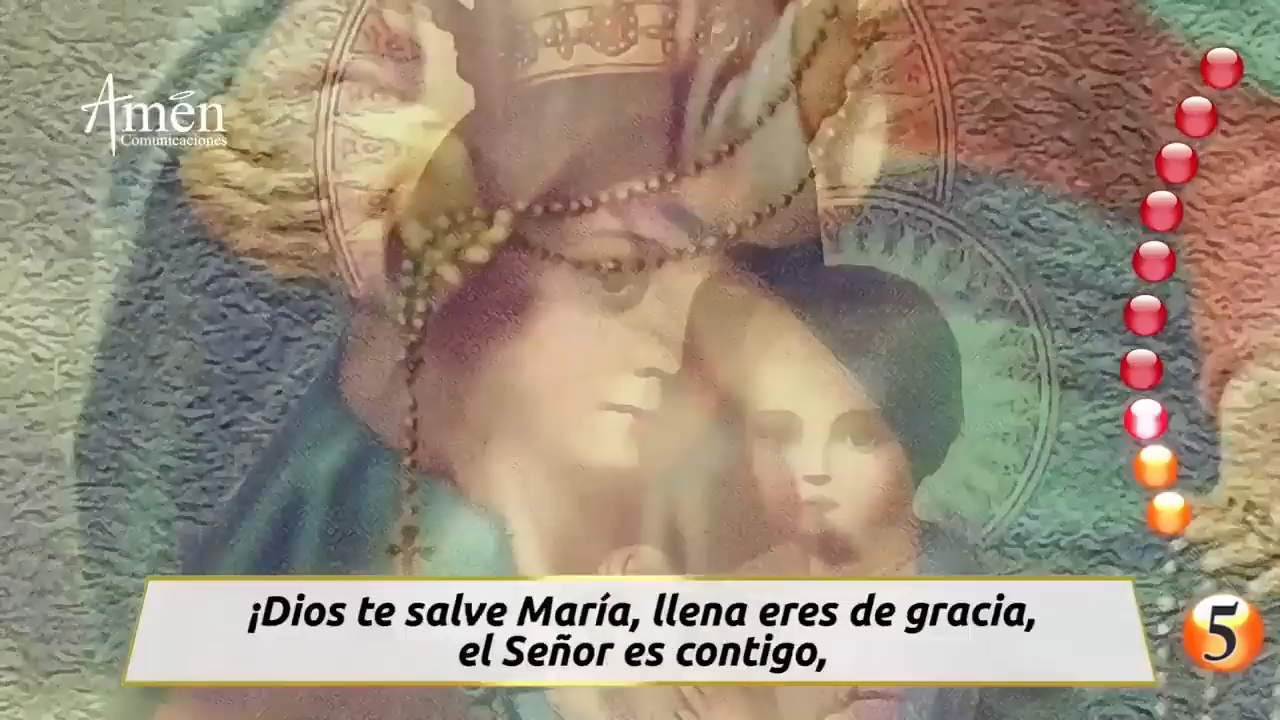 Amén
Comunicaciones
¡Dios te salve María, llena eres de gracia,
el Señor es contigo,
5